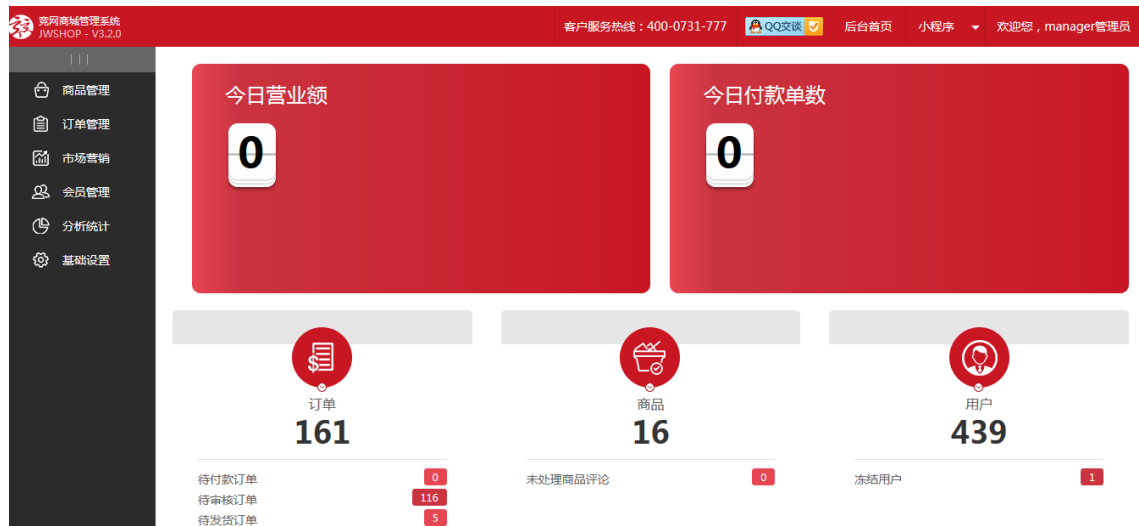 竞网商城管理系统
JWSHOP - V3.2.0
客户服务热线：400-0731-777
QQ交谈
后台首页
小程序
欢迎您，manager管理员
商品管理
订单管理
市场营销
会员管理
分析统计
基础设置
今日营业额
0
今日付款单数
0
订单
161
待付款订单 0
待审核订单 116
待发货订单 5
商品
16
未处理商品评论 0
用户
439
冻结用户 1